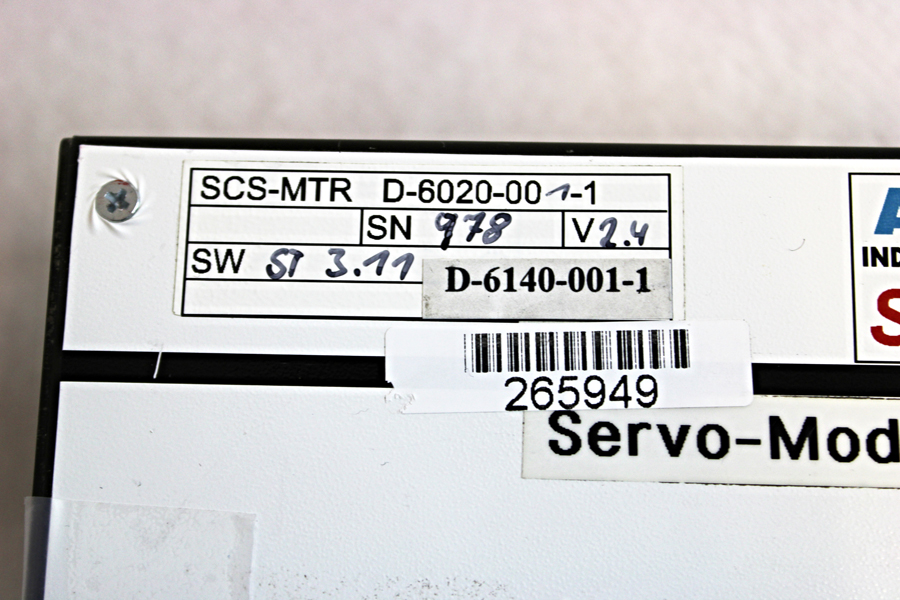 SCS-MTR D-6020-001-1
SN 978 V2.4
SW ST 3.11
D-6140-001-1
265949
Servo-Mod
A
IND
S